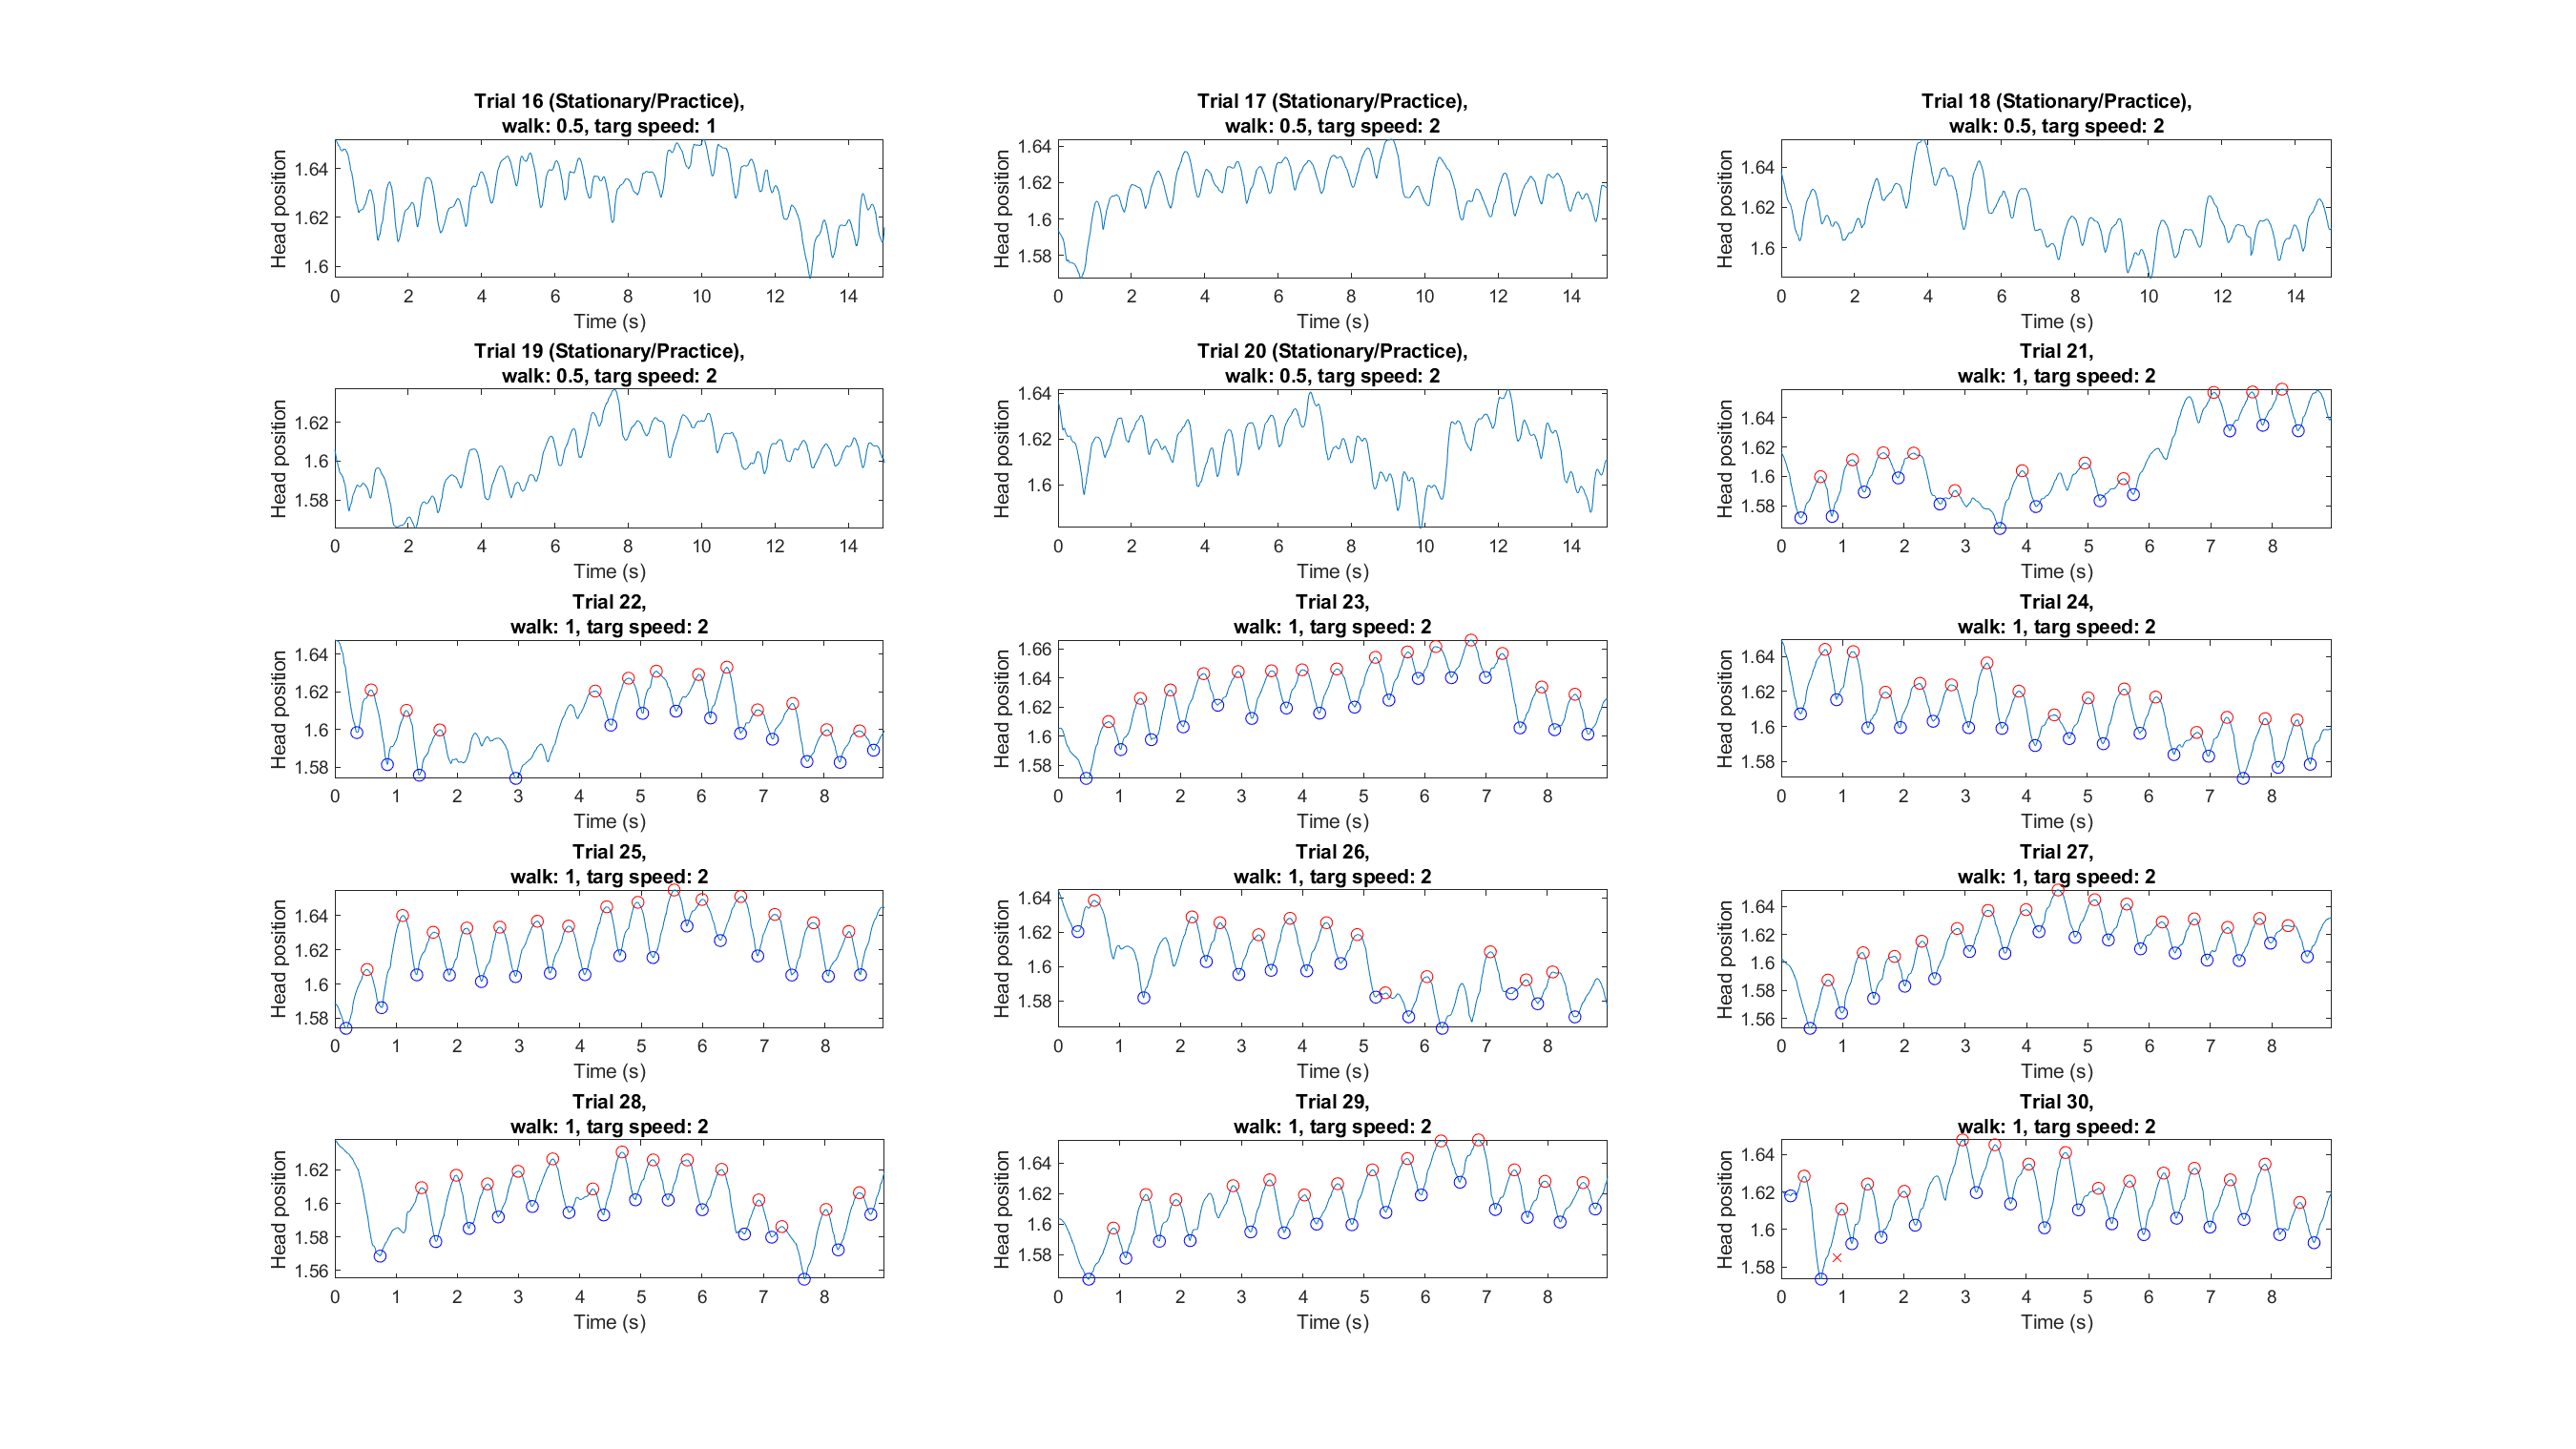 Trial 16 (Stationary/Practice),
walk: 0.5, targ speed: 1
Head position
1.64
1.62
1.6
0 2 4 6 8 10 12 14
Time (s)
Trial 17 (Stationary/Practice),
walk: 0.5, targ speed: 2
Head position
1.64
1.62
1.6
1.58
0 2 4 6 8 10 12 14
Time (s)
Trial 18 (Stationary/Practice),
walk: 0.5, targ speed: 2
Head position
1.64
1.62
1.6
0 2 4 6 8 10 12 14
Time (s)
Trial 19 (Stationary/Practice),
walk: 0.5, targ speed: 2
Head position
1.62
1.6
1.58
0 2 4 6 8 10 12 14
Time (s)
Trial 20 (Stationary/Practice),
walk: 0.5, targ speed: 2
Head position
1.64
1.62
1.6
0 2 4 6 8 10 12 14
Time (s)
Trial 21,
walk: 1, targ speed: 2
Head position
1.64
1.62
1.6
1.58
0 1 2 3 4 5 6 7 8
Time (s)
Trial 22,
walk: 1, targ speed: 2
Head position
1.64
1.62
1.6
1.58
0 1 2 3 4 5 6 7 8
Time (s)
Trial 23,
walk: 1, targ speed: 2
Head position
1.66
1.64
1.62
1.6
1.58
0 1 2 3 4 5 6 7 8
Time (s)
Trial 24,
walk: 1, targ speed: 2
Head position
1.64
1.62
1.6
1.58
0 1 2 3 4 5 6 7 8
Time (s)
Trial 25,
walk: 1, targ speed: 2
Head position
1.64
1.62
1.6
1.58
0 1 2 3 4 5 6 7 8
Time (s)
Trial 26,
walk: 1, targ speed: 2
Head position
1.64
1.62
1.6
1.58
0 1 2 3 4 5 6 7 8
Time (s)
Trial 27,
walk: 1, targ speed: 2
Head position
1.64
1.62
1.6
1.58
1.56
0 1 2 3 4 5 6 7 8
Time (s)
Trial 28,
walk: 1, targ speed: 2
Head position
1.62
1.6
1.58
1.56
0 1 2 3 4 5 6 7 8
Time (s)
Trial 29,
walk: 1, targ speed: 2
Head position
1.64
1.62
1.6
1.58
0 1 2 3 4 5 6 7 8
Time (s)
Trial 30,
walk: 1, targ speed: 2
Head position
1.64
1.62
1.6
1.58
0 1 2 3 4 5 6 7 8
Time (s)